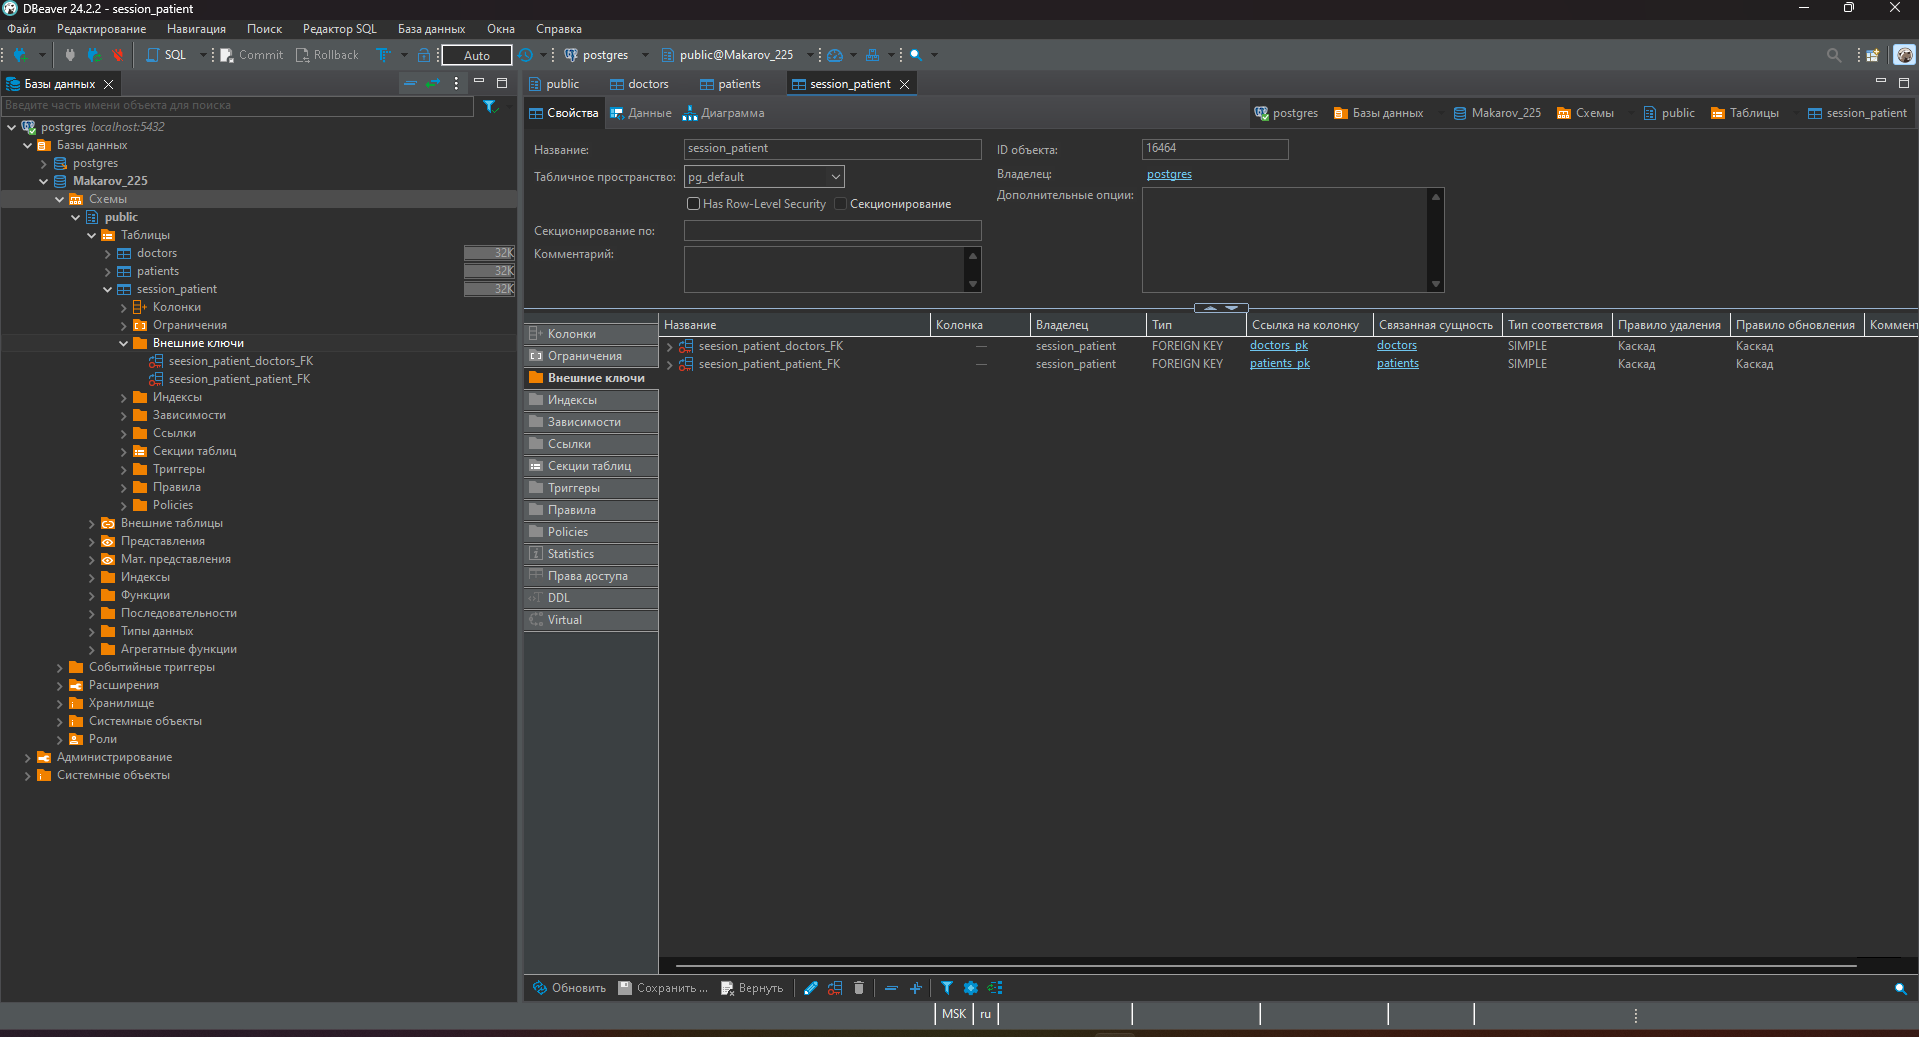 DBeaver 24.2.2 - session_patient
Файл Редактирование Навигация Поиск Редактор SQL База данных Окна Справка
SQL Commit Rollback Auto postgres public@Makarov_225
Базы данных
Введите часть имени объекта для поиска
postgres localhost:5432
Базы данных
postgres
Makarov_225
Схемы
public
Таблицы
doctors 32K
patients 32K
session_patient 32K
Колонки
Ограничения
Внешние ключи
seesion_patient_doctors_FK
seesion_patient_patient_FK
Индексы
Зависимости
Ссылки
Секции таблиц
Триггеры
Правила
Policies
Внешние таблицы
Представления
Мат. представления
Индексы
Функции
Последовательности
Типы данных
Агрегатные функции
Событийные триггеры
Расширения
Хранилище
Системные объекты
Роли
Администрирование
Системные объекты
public doctors patients session_patient
Свойства Данные Диаграмма
postgres Базы данных Makarov_225 Схемы public Таблицы session_patient
Название: session_patient
Табличное пространство: pg_default
Has Row-Level Security Секционирование
Секционирование по:
Комментарий:
ID объекта: 16464
Владелец: postgres
Дополнительные опции:
Колонки
Ограничения
Внешние ключи
Индексы
Зависимости
Ссылки
Секции таблиц
Триггеры
Правила
Policies
Statistics
Права доступа
DDL
Virtual
Название Колонка Владелец Тип Ссылка на колонку Связанная сущность Тип соответствия Правило удаления Правило обновления Коммент
seesion_patient_doctors_FK — session_patient FOREIGN KEY doctors_pk doctors SIMPLE Каскад Каскад
seesion_patient_patient_FK — session_patient FOREIGN KEY patients_pk patients SIMPLE Каскад Каскад
Обновить Сохранить ... Вернуть
MSK ru